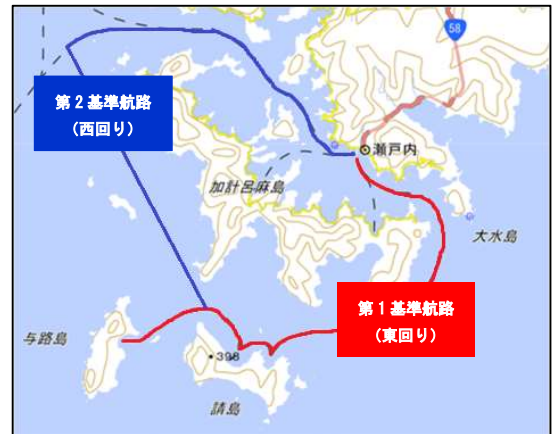 58
第2基準航路
(西回り)
瀬戸内
加計呂麻島
大水島
第1基準航路
(東回り)
与路島
398
請島